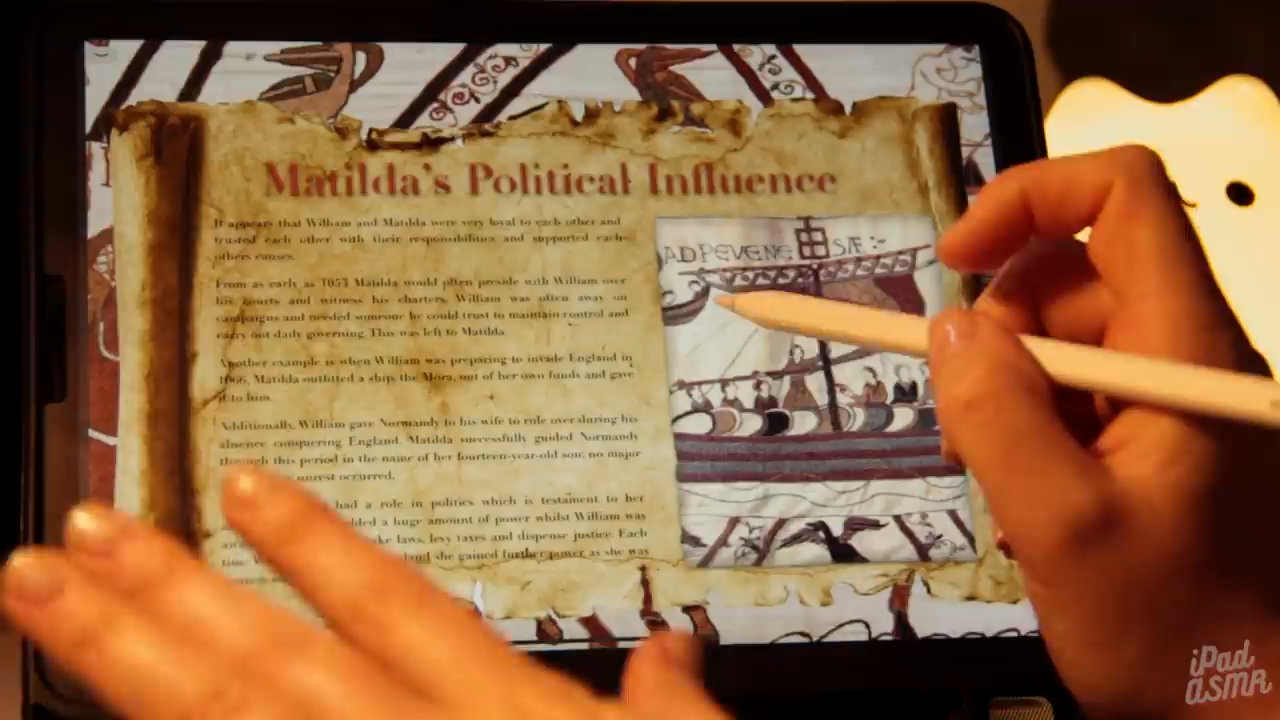 Matilda's Political Influence
It appears that William and Matilda were very loyal to each other and
trusted each other with their responsibilities and supported each
others causes.
From as early as 1053 Matilda would often preside with William over
his courts and witness his charters. William was often away on
campaigns and needed someone he could trust to maintain control and
carry out daily governing. This was left to Matilda.
Another example is when William was preparing to invade England in
1066, Matilda outfitted a ship, the Mora, out of her own funds and gave
it to him.
Additionally, William gave Normandy to his wife to rule over during his
absence conquering England. Matilda successfully guided Normandy
through this period in the name of her fourteen-year-old son; no major
unrest occurred.
had a role in politics which is testament to her
a huge amount of power whilst William was
laws, levy taxes and dispense justice. Each
she gained further power as she was
AD PEVENE SÆ :-
iPad
ASMR